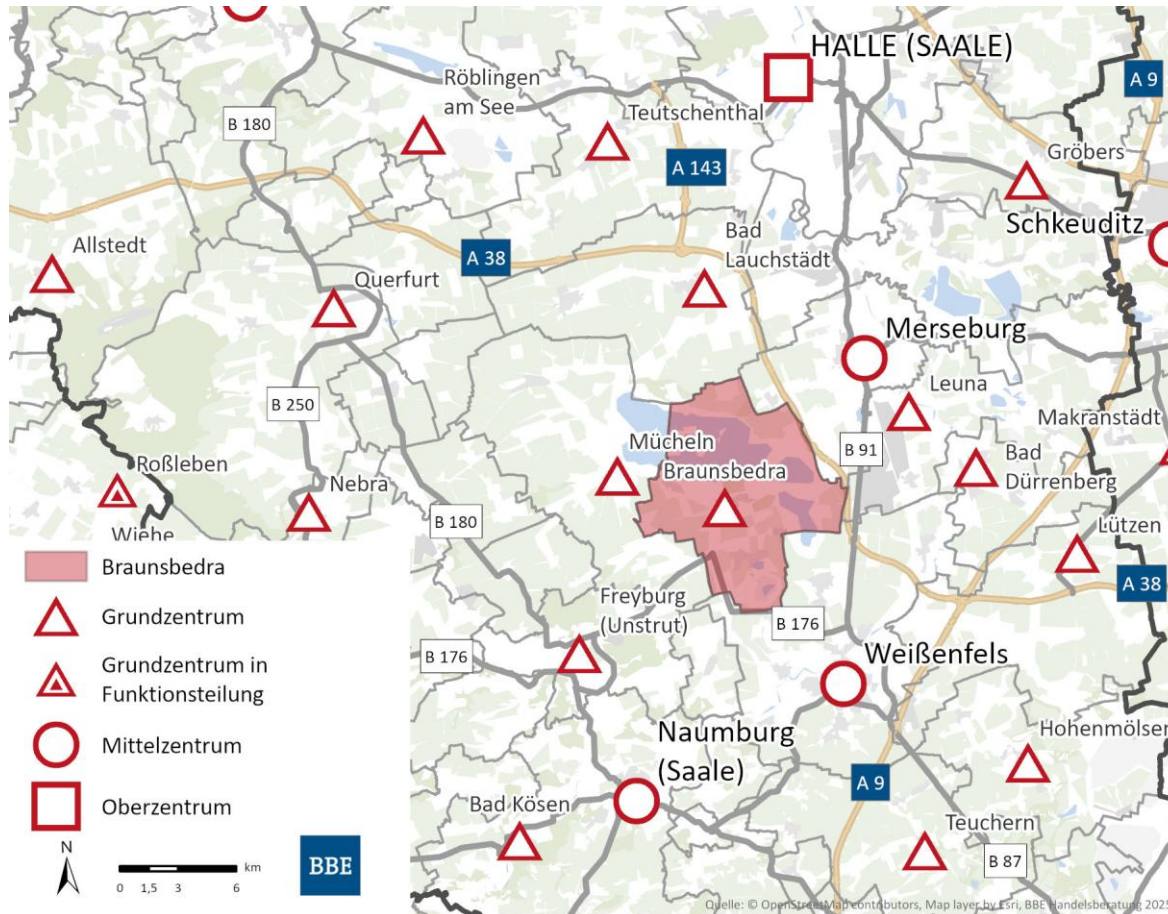 HALLE (SAALE)
A 9
Röblingen
am See
Teutschenthal
B 180
A 143
Gröbers
Schkeuditz
Allstedt
A 38
Bad
Lauchstädt
Querfurt
Merseburg
Leuna
B 250
Makranstädt
Mücheln
B 91
Bad
Dürrenberg
Roßleben
Braunsbedra
Nebra
B 180
Lützen
Wiehe
A 38
Freyburg
(Unstrut)
B 176
B 176
Weißenfels
Naumburg
(Saale)
Hohenmölsen
A 9
Bad Kösen
Teuchern
B 87
Braunsbedra
Grundzentrum
Grundzentrum in
Funktionsteilung
Mittelzentrum
Oberzentrum
N
km
0 1,5 3 6
BBE
Quelle: © OpenStreetMap contributors, Map layer by Esri, BBE Handelsberatung 2023